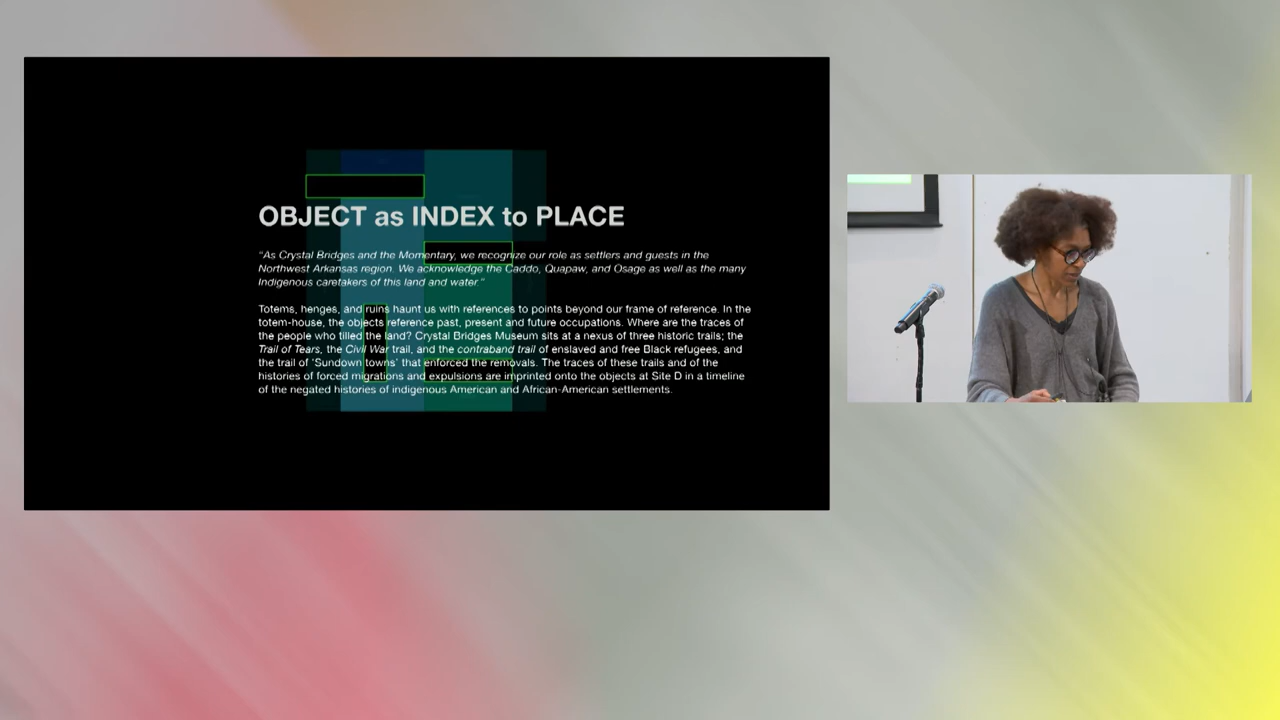 OBJECT as INDEX to PLACE
“As Crystal Bridges and the Momentary, we recognize our role as settlers and guests in the
Northwest Arkansas region. We acknowledge the Caddo, Quapaw, and Osage as well as the many
Indigenous caretakers of this land and water.”
Totems, henges, and ruins haunt us with references to points beyond our frame of reference. In the
totem-house, the objects reference past, present and future occupations. Where are the traces of
the people who tilled the land? Crystal Bridges Museum sits at a nexus of three historic trails; the
Trail of Tears, the Civil War trail, and the contraband trail of enslaved and free Black refugees, and
the trail of ‘Sundown towns’ that enforced the removals. The traces of these trails and of the
histories of forced migrations and expulsions are imprinted onto the objects at Site D in a timeline
of the negated histories of indigenous American and African-American settlements.